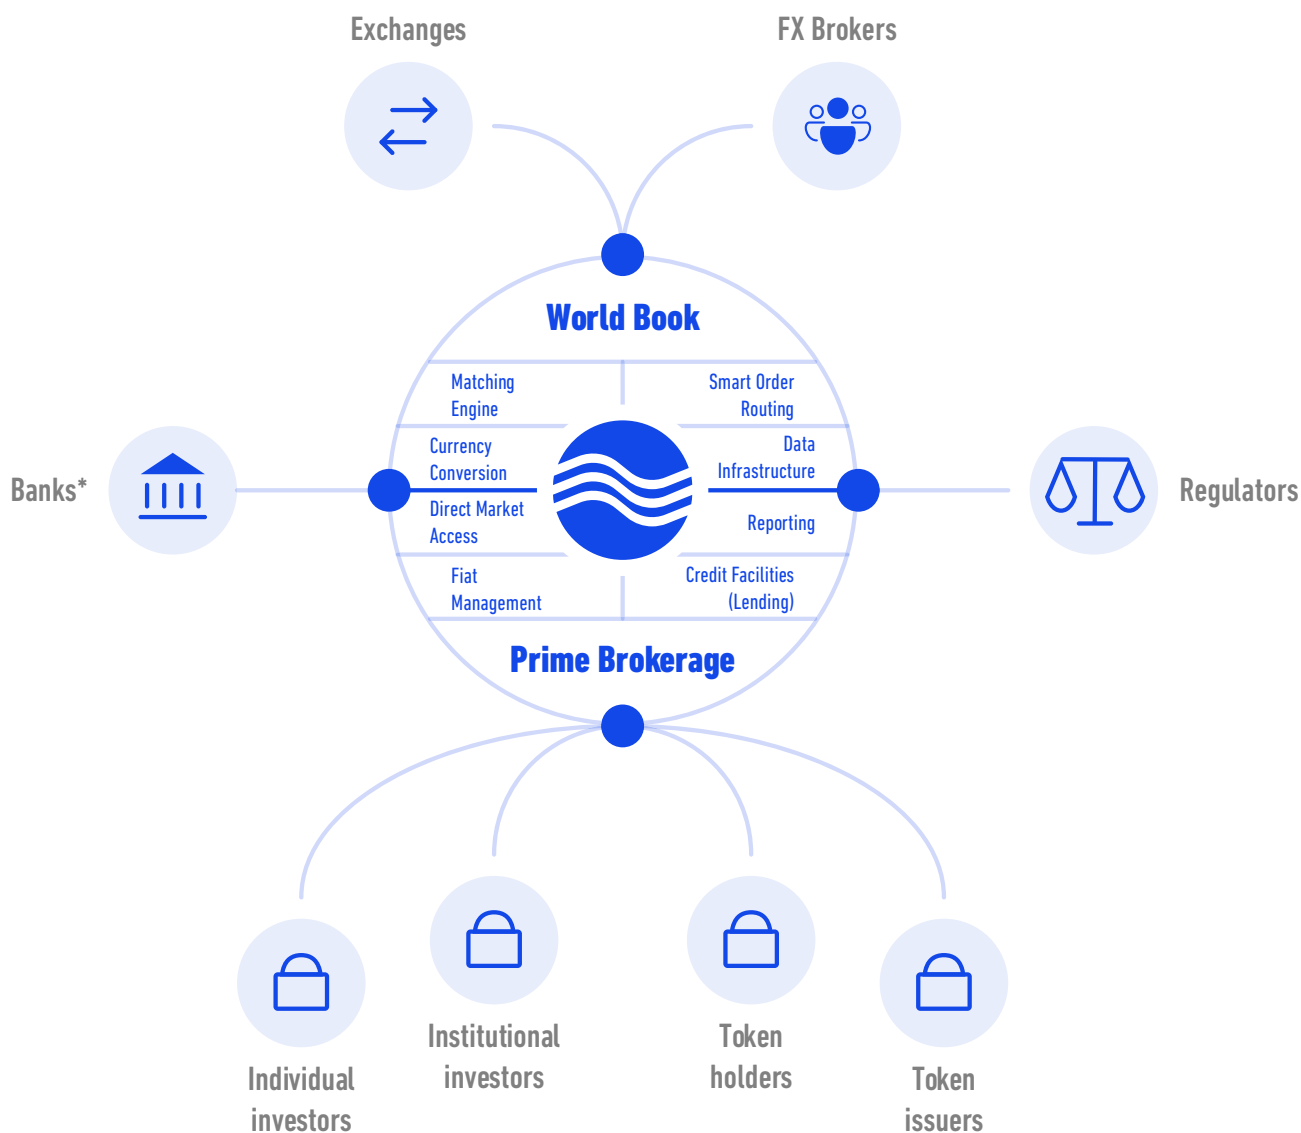 Exchanges
FX Brokers
World Book
Matching
Engine
Smart Order
Routing
Currency
Conversion
Data
Infrastructure
Banks*
Regulators
Direct Market
Access
Reporting
Fiat
Management
Credit Facilities
(Lending)
Prime Brokerage
Individual
investors
Institutional
investors
Token
holders
Token
issuers